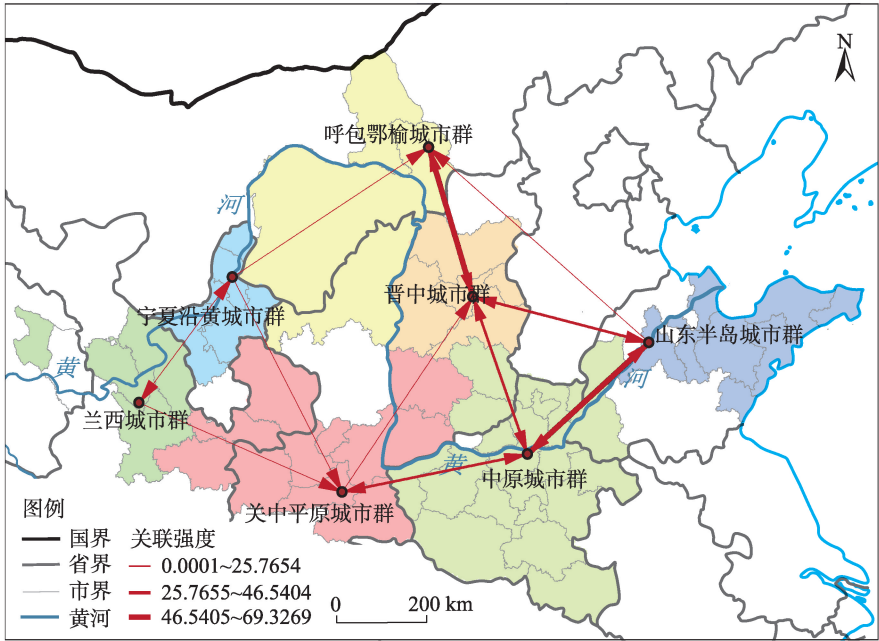 N
呼包鄂榆城市群
河
晋中城市群
宁夏沿黄城市群
山东半岛城市群
黄
河
兰西城市群
黄
中原城市群
关中平原城市群
图例
国界 关联强度
省界 0.0001~25.7654
市界 25.7655~46.5404
黄河 46.5405~69.3269
0 200 km